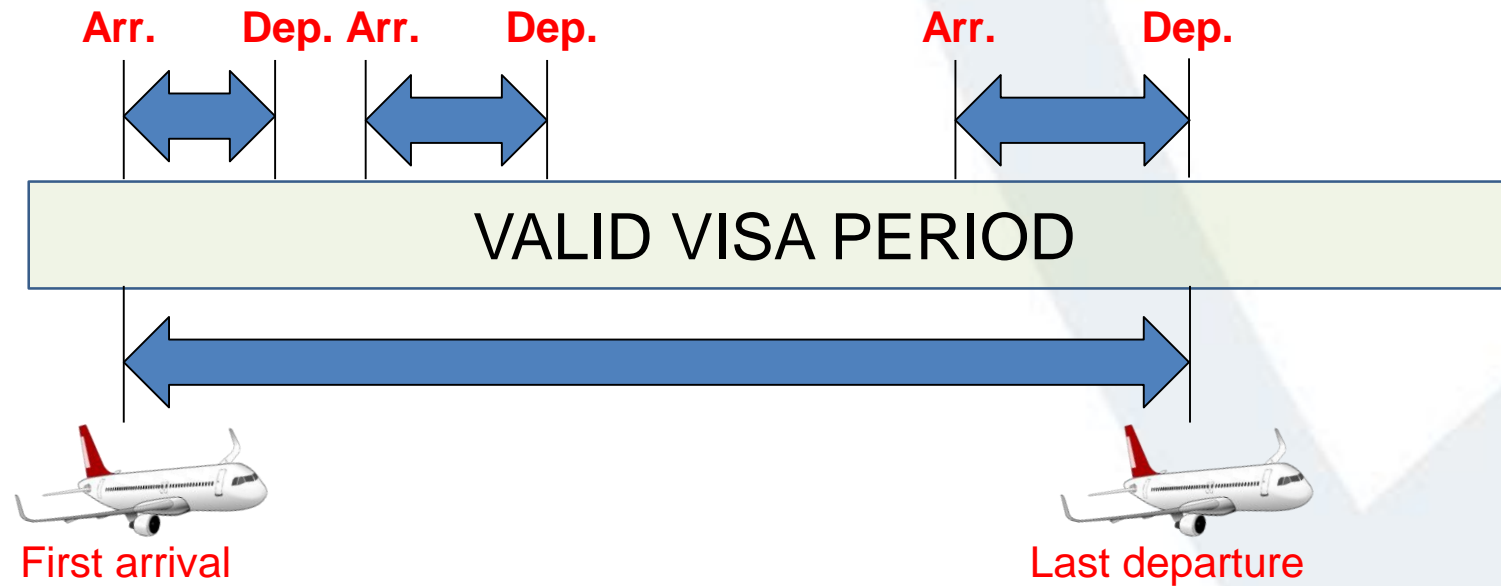 Arr. Dep. Arr. Dep. Arr. Dep.
VALID VISA PERIOD
First arrival Last departure